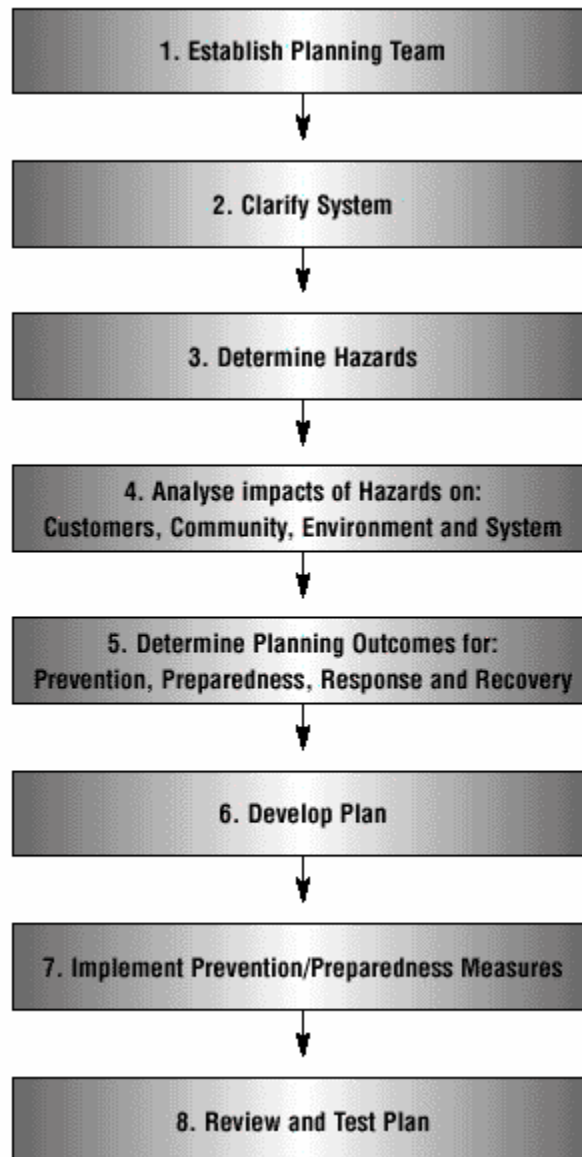 1. Establish Planning Team
2. Clarify System
3. Determine Hazards
4. Analyse impacts of Hazards on:
Customers, Community, Environment and System
5. Determine Planning Outcomes for:
Prevention, Preparedness, Response and Recovery
6. Develop Plan
7. Implement Prevention/Preparedness Measures
8. Review and Test Plan